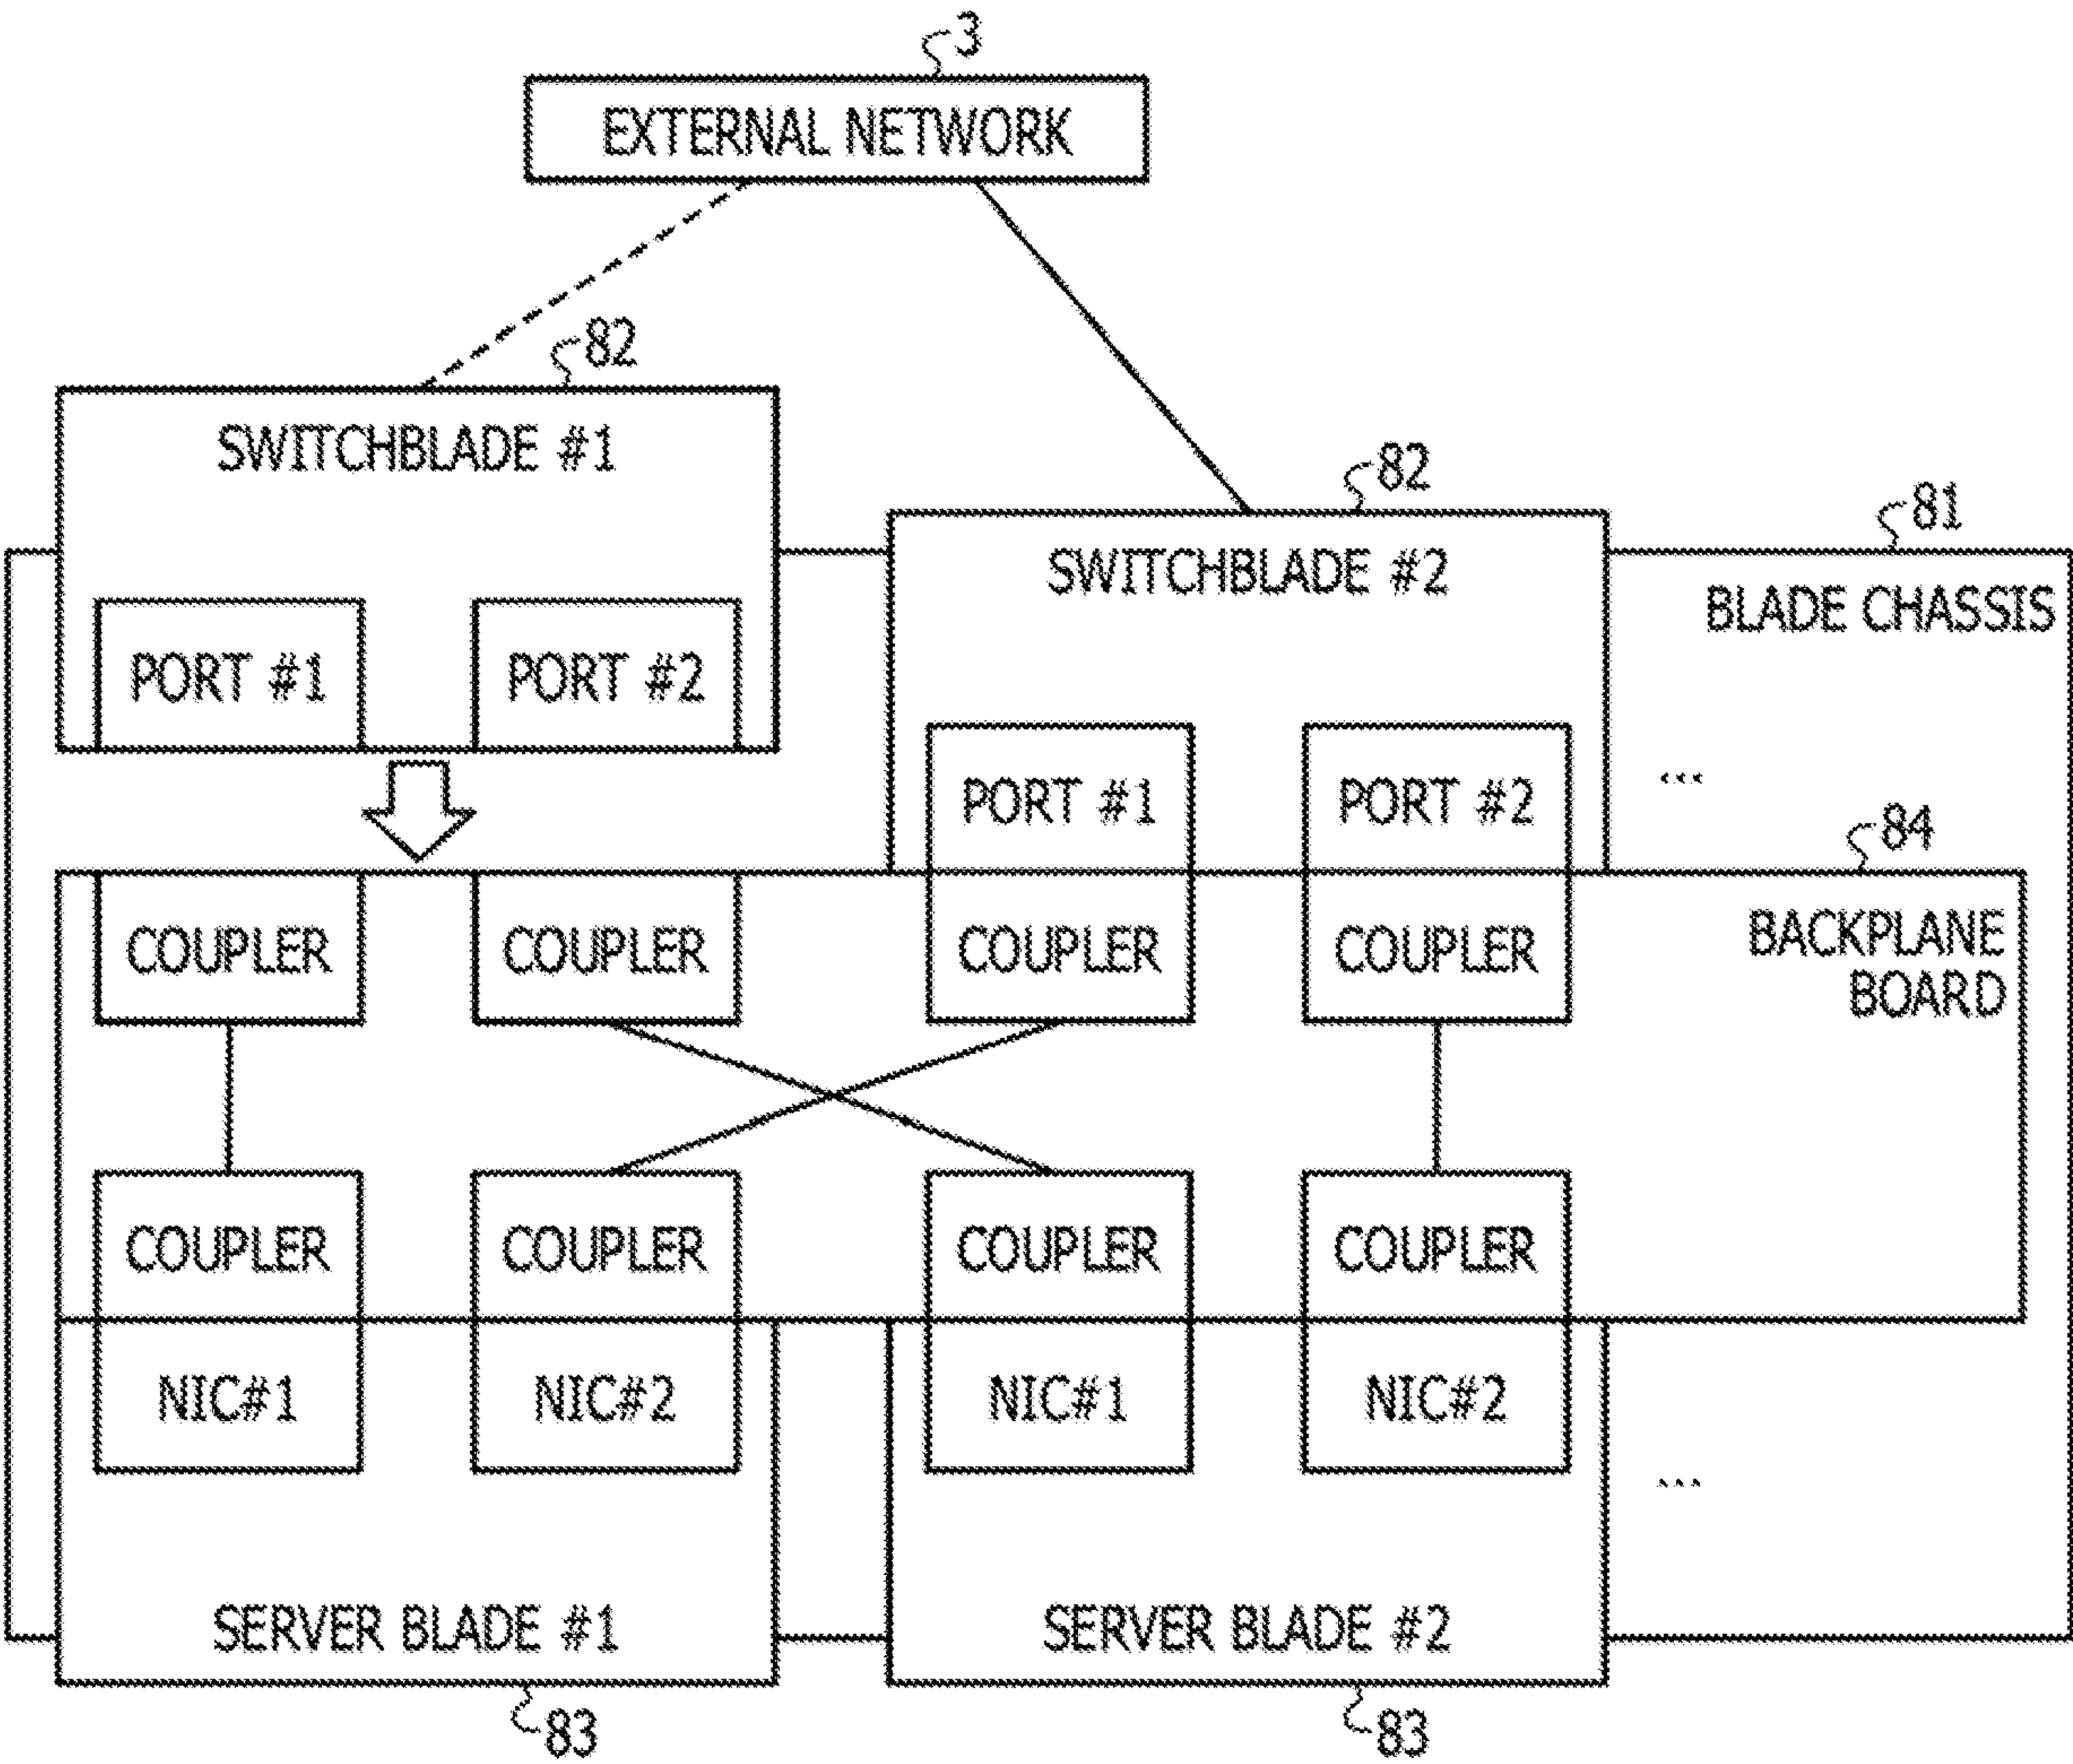 3
EXTERNAL NETWORK
82
SWITCHBLADE #1
82
81
SWITCHBLADE #2
BLADE CHASSIS
PORT #1 PORT #2
PORT #1 PORT #2
...
84
COUPLER COUPLER COUPLER COUPLER
BACKPLANE
BOARD
COUPLER COUPLER COUPLER COUPLER
NIC#1 NIC#2 NIC#1 NIC#2
...
SERVER BLADE #1 SERVER BLADE #2
83 83